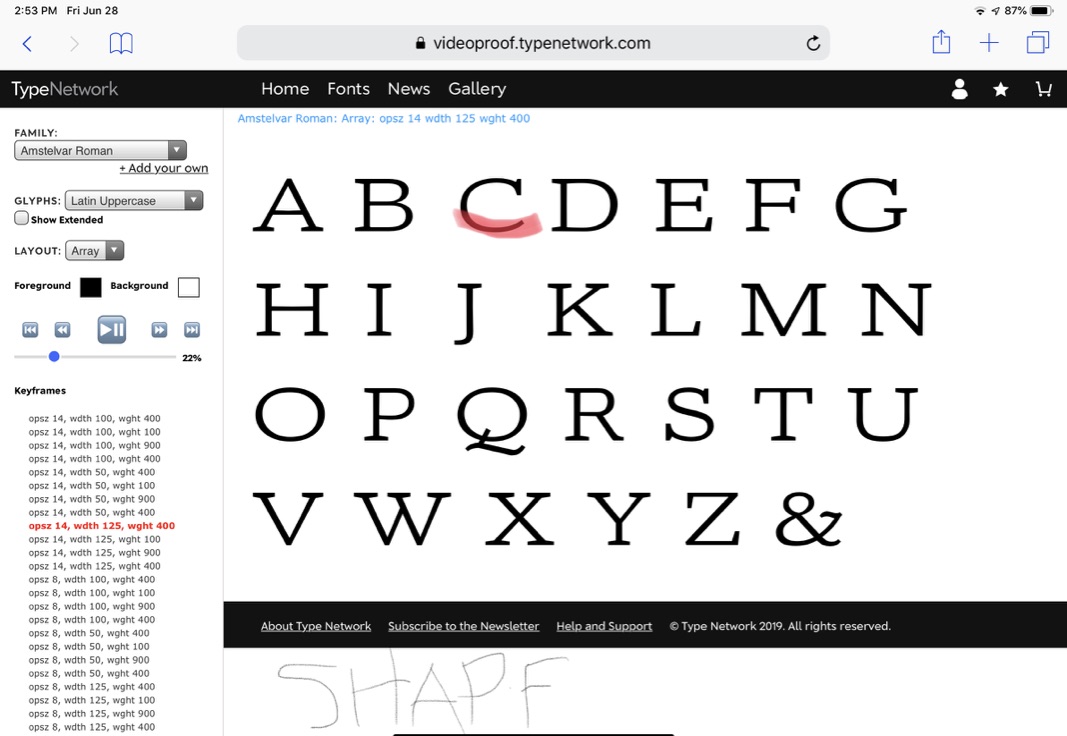 2:53 PM Fri Jun 28
87%
videoproof.typenetwork.com
TypeNetwork
Home Fonts News Gallery
FAMILY:
Amstelvar Roman
+ Add your own
GLYPHS: Latin Uppercase
Show Extended
LAYOUT: Array
Foreground Background
22%
Keyframes
opsz 14, wdth 100, wght 400
opsz 14, wdth 100, wght 100
opsz 14, wdth 100, wght 900
opsz 14, wdth 100, wght 400
opsz 14, wdth 50, wght 400
opsz 14, wdth 50, wght 100
opsz 14, wdth 50, wght 900
opsz 14, wdth 50, wght 400
opsz 14, wdth 125, wght 400
opsz 14, wdth 125, wght 100
opsz 14, wdth 125, wght 900
opsz 14, wdth 125, wght 400
opsz 8, wdth 100, wght 400
opsz 8, wdth 100, wght 100
opsz 8, wdth 100, wght 900
opsz 8, wdth 100, wght 400
opsz 8, wdth 50, wght 400
opsz 8, wdth 50, wght 100
opsz 8, wdth 50, wght 900
opsz 8, wdth 50, wght 400
opsz 8, wdth 125, wght 400
opsz 8, wdth 125, wght 100
opsz 8, wdth 125, wght 900
opsz 8, wdth 125, wght 400
Amstelvar Roman: Array: opsz 14 wdth 125 wght 400
A B C D E F G
H I J K L M N
O P Q R S T U
V W X Y Z &
About Type Network Subscribe to the Newsletter Help and Support © Type Network 2019. All rights reserved.